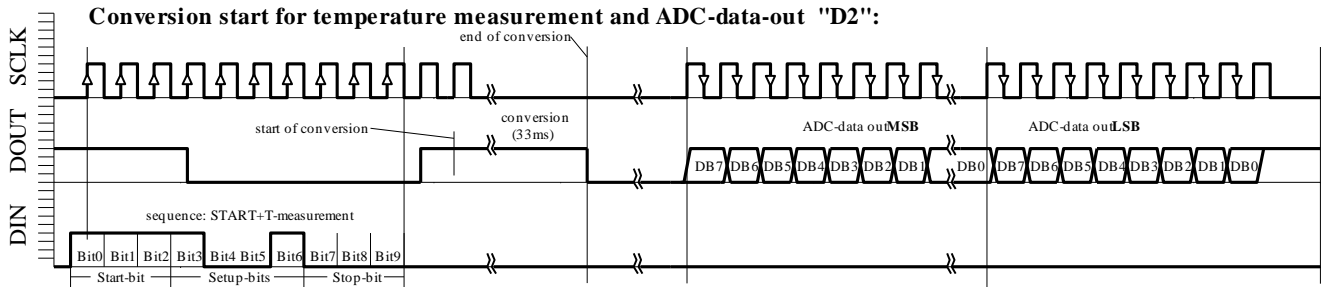 Conversion start for temperature measurement and ADC-data-out "D2":
end of conversion
SCLK
conversion
(33ms)
start of conversion
ADC-data out MSB
ADC-data out LSB
DOUT
DB7 DB6 DB5 DB4 DB3 DB2 DB1 DB0 DB7 DB6 DB5 DB4 DB3 DB2 DB1 DB0
DIN
sequence: START+T-measurement
Bit0 Bit1 Bit2 Bit3 Bit4 Bit5 Bit6 Bit7 Bit8 Bit9
Start-bit Setup-bits Stop-bit